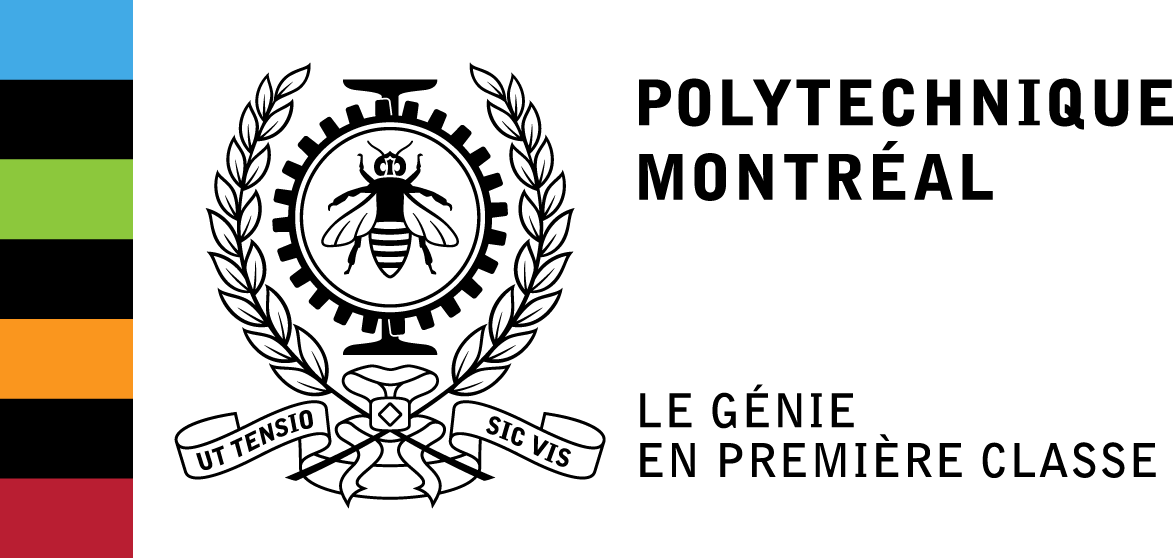 POLYTECHNIQUE
MONTRÉAL
LE GÉNIE
EN PREMIÈRE CLASSE
UT TENSIO
SIC VIS